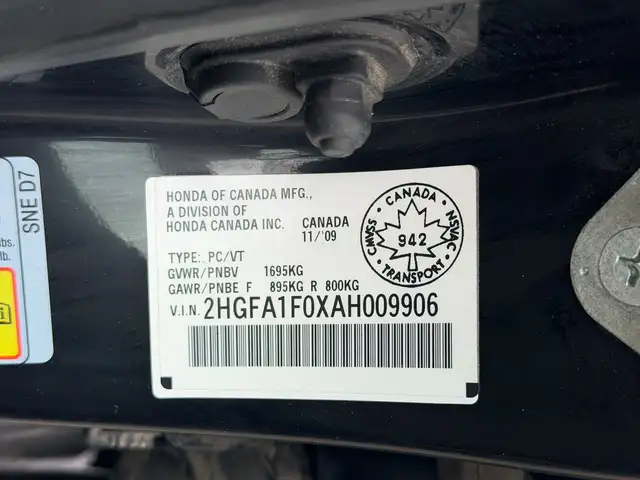 SNE D7
lbs.
HONDA OF CANADA MFG.,
A DIVISION OF
HONDA CANADA INC. CANADA
11/'09
TYPE: PC/VT
GVWR/PNBV 1695KG
GAWR/PNBE F 895KG R 800KG
V.I.N. 2HGFA1F0XAH009906
CANADA
CMVSS NSVAC
942
TRANSPORT